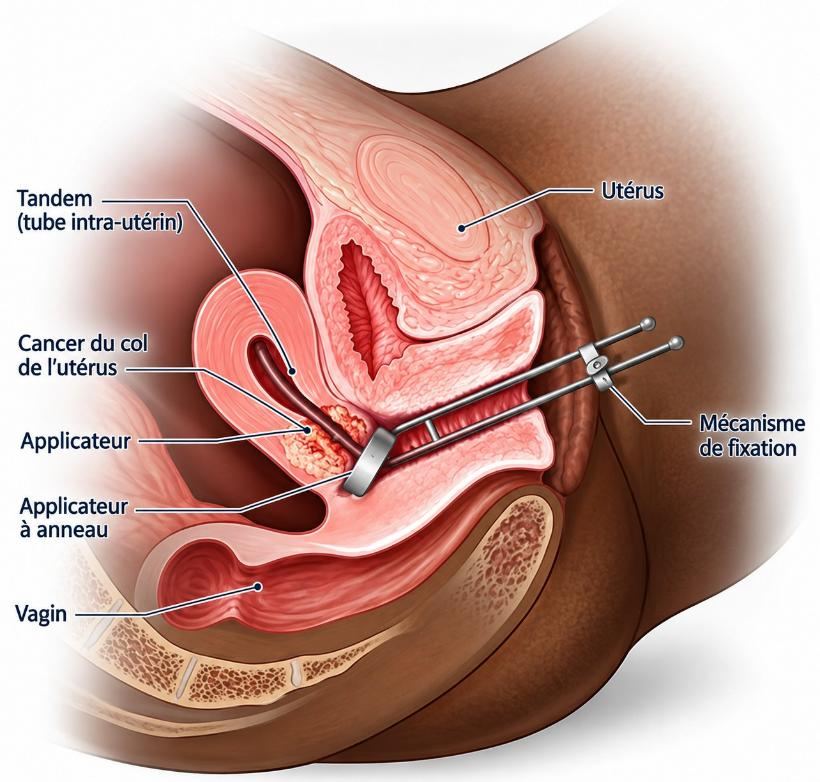 Tandem
(tube intra-utérin)
Utérus
Cancer du col
de l'utérus
Applicateur
Mécanisme
de fixation
Applicateur
à anneau
Vagin